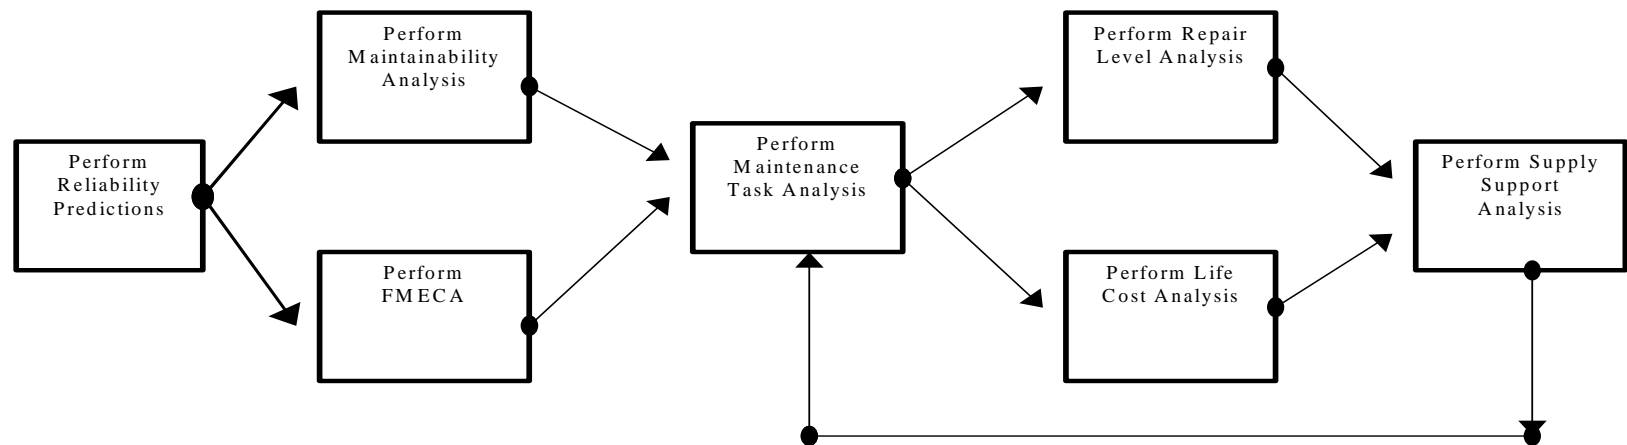 Perform
Reliability
Predictions
Perform
Maintainability
Analysis
Perform
FMECA
Perform
Maintenance
Task Analysis
Perform Repair
Level Analysis
Perform Life
Cost Analysis
Perform Supply
Support
Analysis